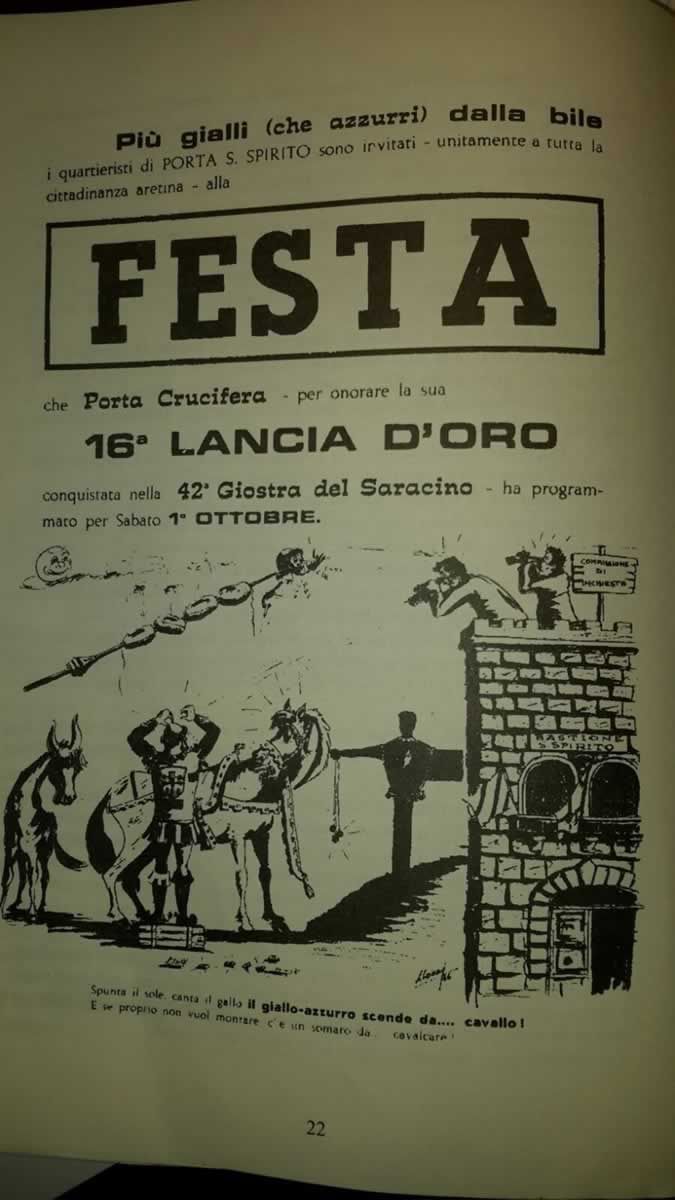 Più gialli (che azzurri) dalla bile
i quartieristi di PORTA S. SPIRITO sono invitati - unitamente a tutta la
cittadinanza aretina - alla
FESTA
che Porta Crucifera - per onorare la sua
16ª LANCIA D'ORO
conquistata nella 42ª Giostra del Saracino - ha program-
mato per Sabato 1° OTTOBRE.
COMMISSIONE
DI
INCHIESTA
BASTIONE
S. SPIRITO
Spunta il sole, canta il gallo il giallo-azzurro scende da.... cavallo!
E se proprio non vuol montare c'è un somaro da... cavalcare!
22